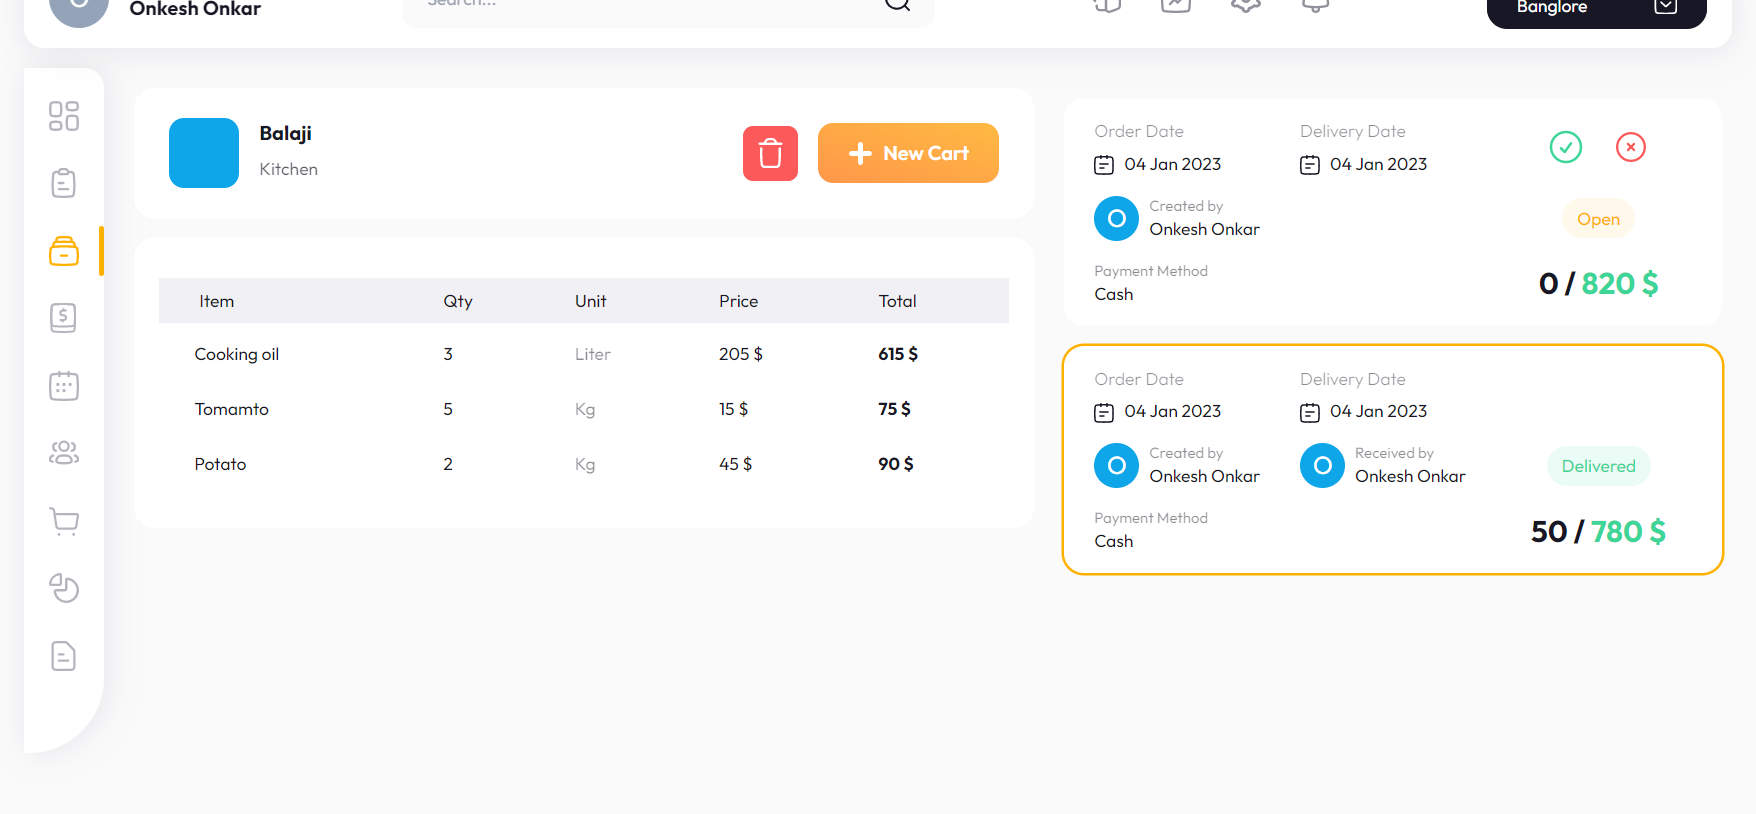 Onkesh Onkar
Search...
Banglore
Balaji
Kitchen
New Cart
Item Qty Unit Price Total
Cooking oil 3 Liter 205 $ 615 $
Tomamto 5 Kg 15 $ 75 $
Potato 2 Kg 45 $ 90 $
Order Date Delivery Date
04 Jan 2023 04 Jan 2023
Created by
O Onkesh Onkar
Open
Payment Method
Cash
0 / 820 $
Order Date Delivery Date
04 Jan 2023 04 Jan 2023
Created by Received by
O Onkesh Onkar O Onkesh Onkar
Delivered
Payment Method
Cash
50 / 780 $